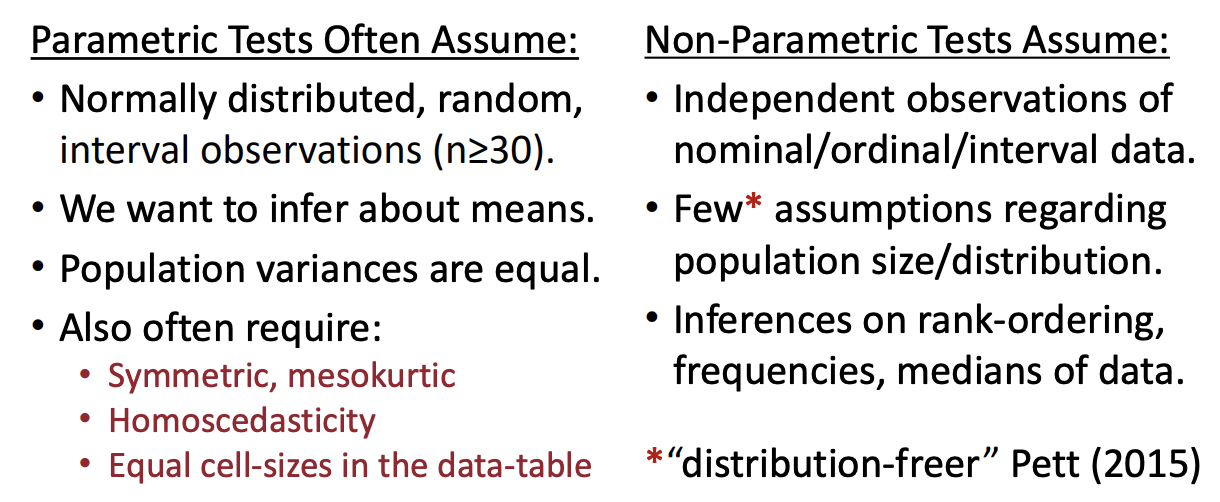 Parametric Tests Often Assume:
• Normally distributed, random,
interval observations (n≥30).
• We want to infer about means.
• Population variances are equal.
• Also often require:
• Symmetric, mesokurtic
• Homoscedasticity
• Equal cell-sizes in the data-table
Non-Parametric Tests Assume:
• Independent observations of
nominal/ordinal/interval data.
• Few* assumptions regarding
population size/distribution.
• Inferences on rank-ordering,
frequencies, medians of data.
*“distribution-freer” Pett (2015)